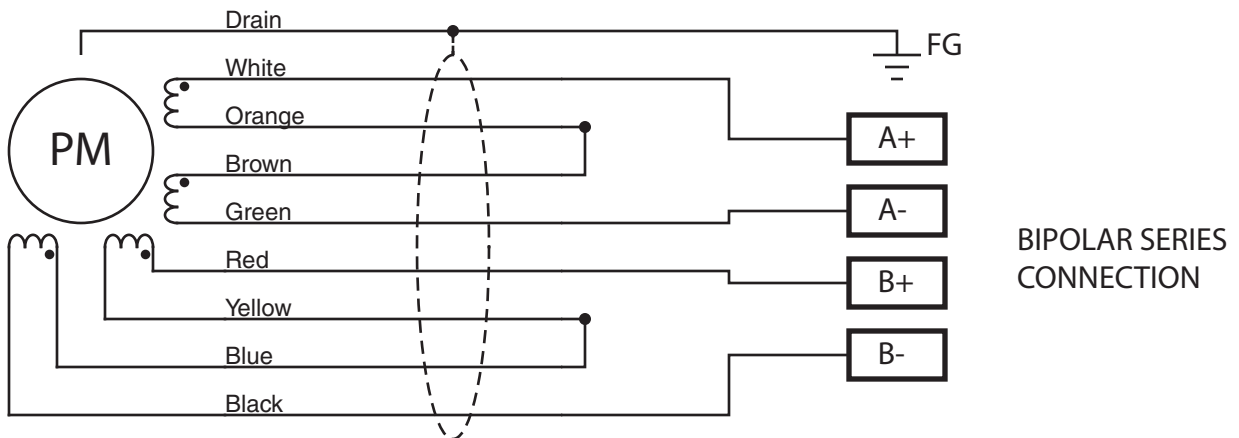 Drain
FG
White
Orange
A+
PM
Brown
A-
Green
BIPOLAR SERIES
CONNECTION
Red
B+
Yellow
Blue
B-
Black